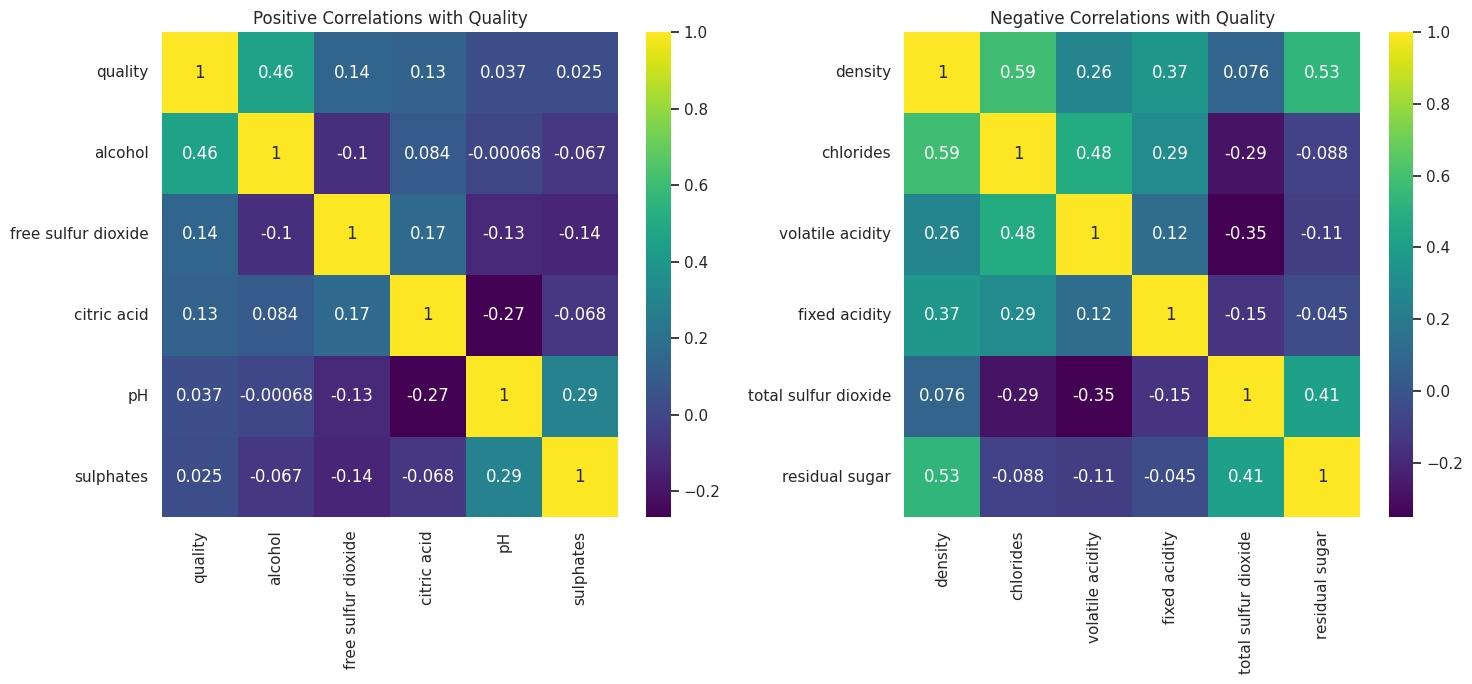 Positive Correlations with Quality
quality 1 0.46 0.14 0.13 0.037 0.025
alcohol 0.46 1 -0.1 0.084 -0.00068 -0.067
free sulfur dioxide 0.14 -0.1 1 0.17 -0.13 -0.14
citric acid 0.13 0.084 0.17 1 -0.27 -0.068
pH 0.037 -0.00068 -0.13 -0.27 1 0.29
sulphates 0.025 -0.067 -0.14 -0.068 0.29 1
quality
alcohol
free sulfur dioxide
citric acid
pH
sulphates
1.0
0.8
0.6
0.4
0.2
0.0
−0.2
Negative Correlations with Quality
density 1 0.59 0.26 0.37 0.076 0.53
chlorides 0.59 1 0.48 0.29 -0.29 -0.088
volatile acidity 0.26 0.48 1 0.12 -0.35 -0.11
fixed acidity 0.37 0.29 0.12 1 -0.15 -0.045
total sulfur dioxide 0.076 -0.29 -0.35 -0.15 1 0.41
residual sugar 0.53 -0.088 -0.11 -0.045 0.41 1
density
chlorides
volatile acidity
fixed acidity
total sulfur dioxide
residual sugar
1.0
0.8
0.6
0.4
0.2
0.0
−0.2